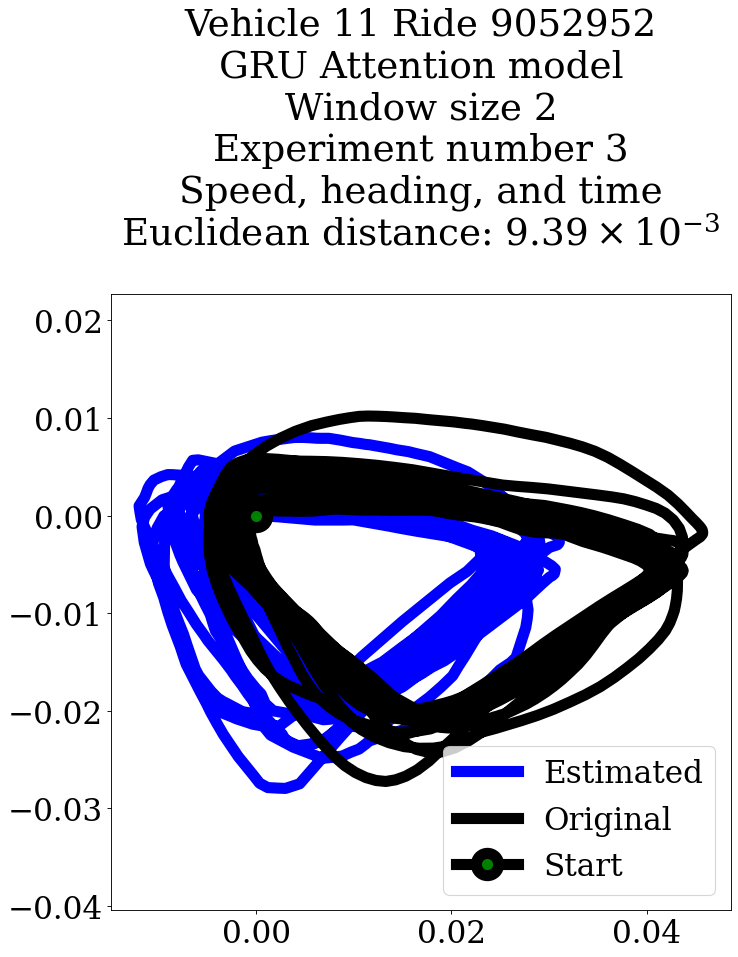 Vehicle 11 Ride 9052952
GRU Attention model
Window size 2
Experiment number 3
Speed, heading, and time
Euclidean distance: 9.39 × 10⁻³
0.02
0.01
0.00
−0.01
−0.02
−0.03
−0.04
0.00 0.02 0.04
Estimated
Original
Start